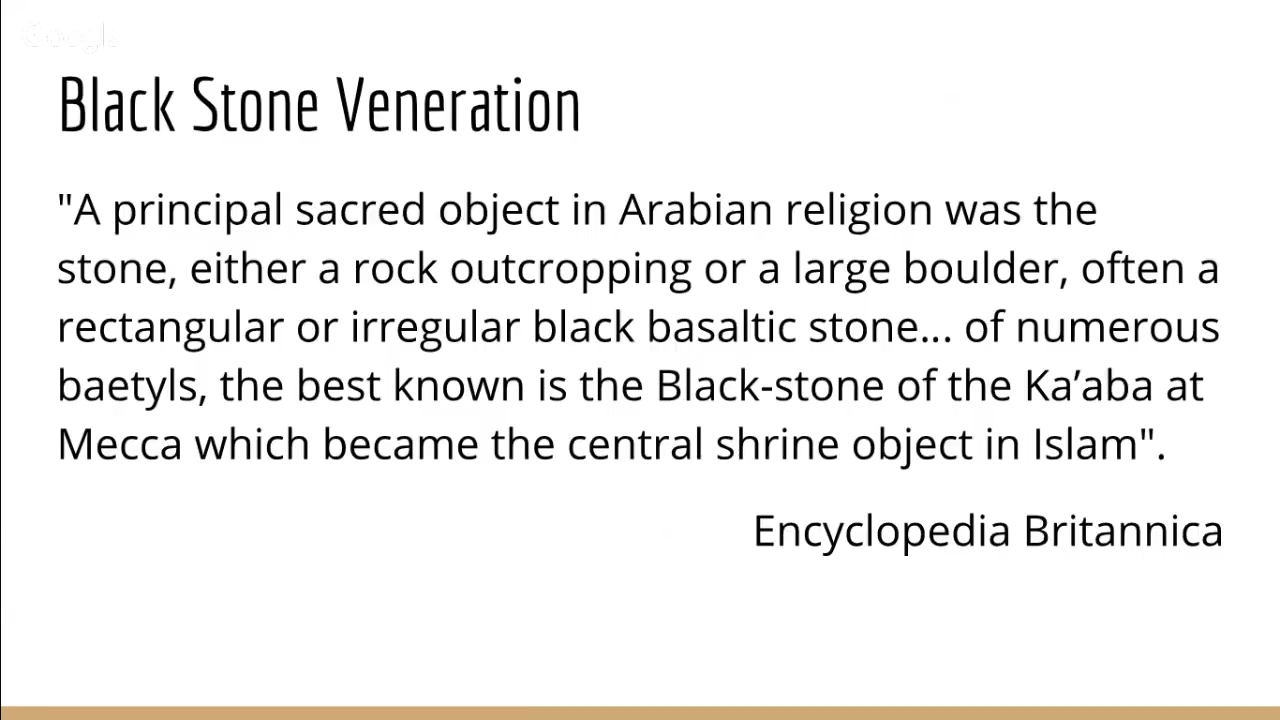 Google
Black Stone Veneration
"A principal sacred object in Arabian religion was the
stone, either a rock outcropping or a large boulder, often a
rectangular or irregular black basaltic stone... of numerous
baetyls, the best known is the Black-stone of the Ka’aba at
Mecca which became the central shrine object in Islam".
Encyclopedia Britannica